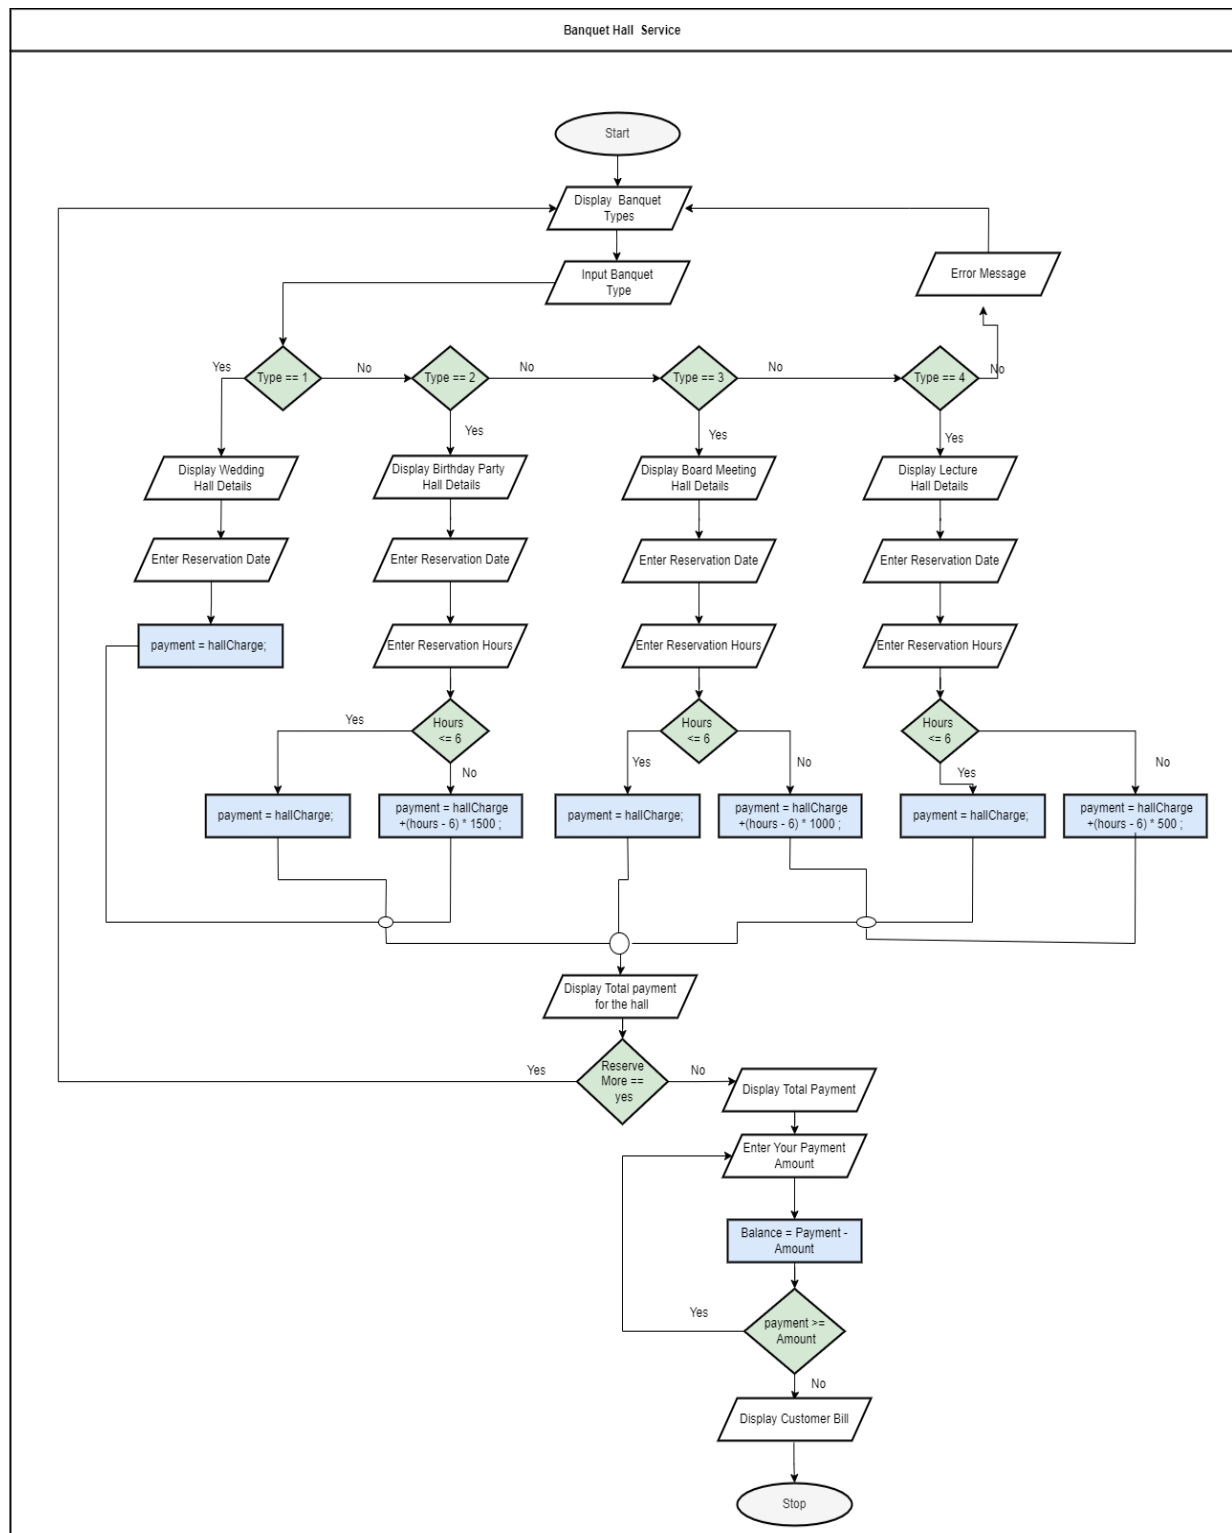 Banquet Hall Service
Start
Display Banquet
Types
Input Banquet
Type
Error Message
Yes
Type == 1
No
Type == 2
No
Type == 3
No
Type == 4
No
Yes
Yes
Yes
Display Wedding
Hall Details
Display Birthday Party
Hall Details
Display Board Meeting
Hall Details
Display Lecture
Hall Details
Enter Reservation Date
Enter Reservation Date
Enter Reservation Date
Enter Reservation Date
payment = hallCharge;
Enter Reservation Hours
Enter Reservation Hours
Enter Reservation Hours
Yes
Hours
<= 6
No
Yes
Hours
<= 6
No
Hours
<= 6
Yes
No
payment = hallCharge;
payment = hallCharge
+(hours - 6) * 1500 ;
payment = hallCharge;
payment = hallCharge
+(hours - 6) * 1000 ;
payment = hallCharge;
payment = hallCharge
+(hours - 6) * 500 ;
Display Total payment
for the hall
Yes
Reserve
More ==
yes
No
Display Total Payment
Enter Your Payment
Amount
Balance = Payment -
Amount
Yes
payment >=
Amount
No
Display Customer Bill
Stop